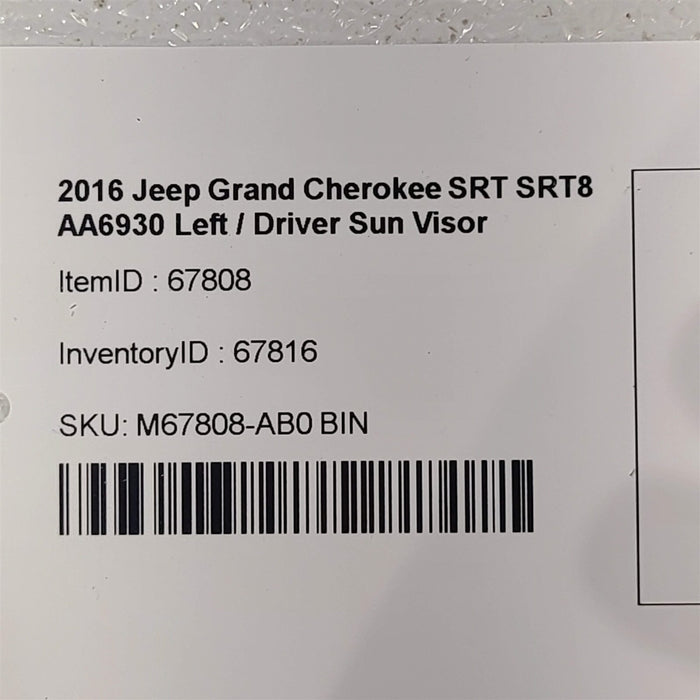 2016 Jeep Grand Cherokee SRT SRT8
AA6930 Left / Driver Sun Visor
ItemID : 67808
InventoryID : 67816
SKU: M67808-AB0 BIN